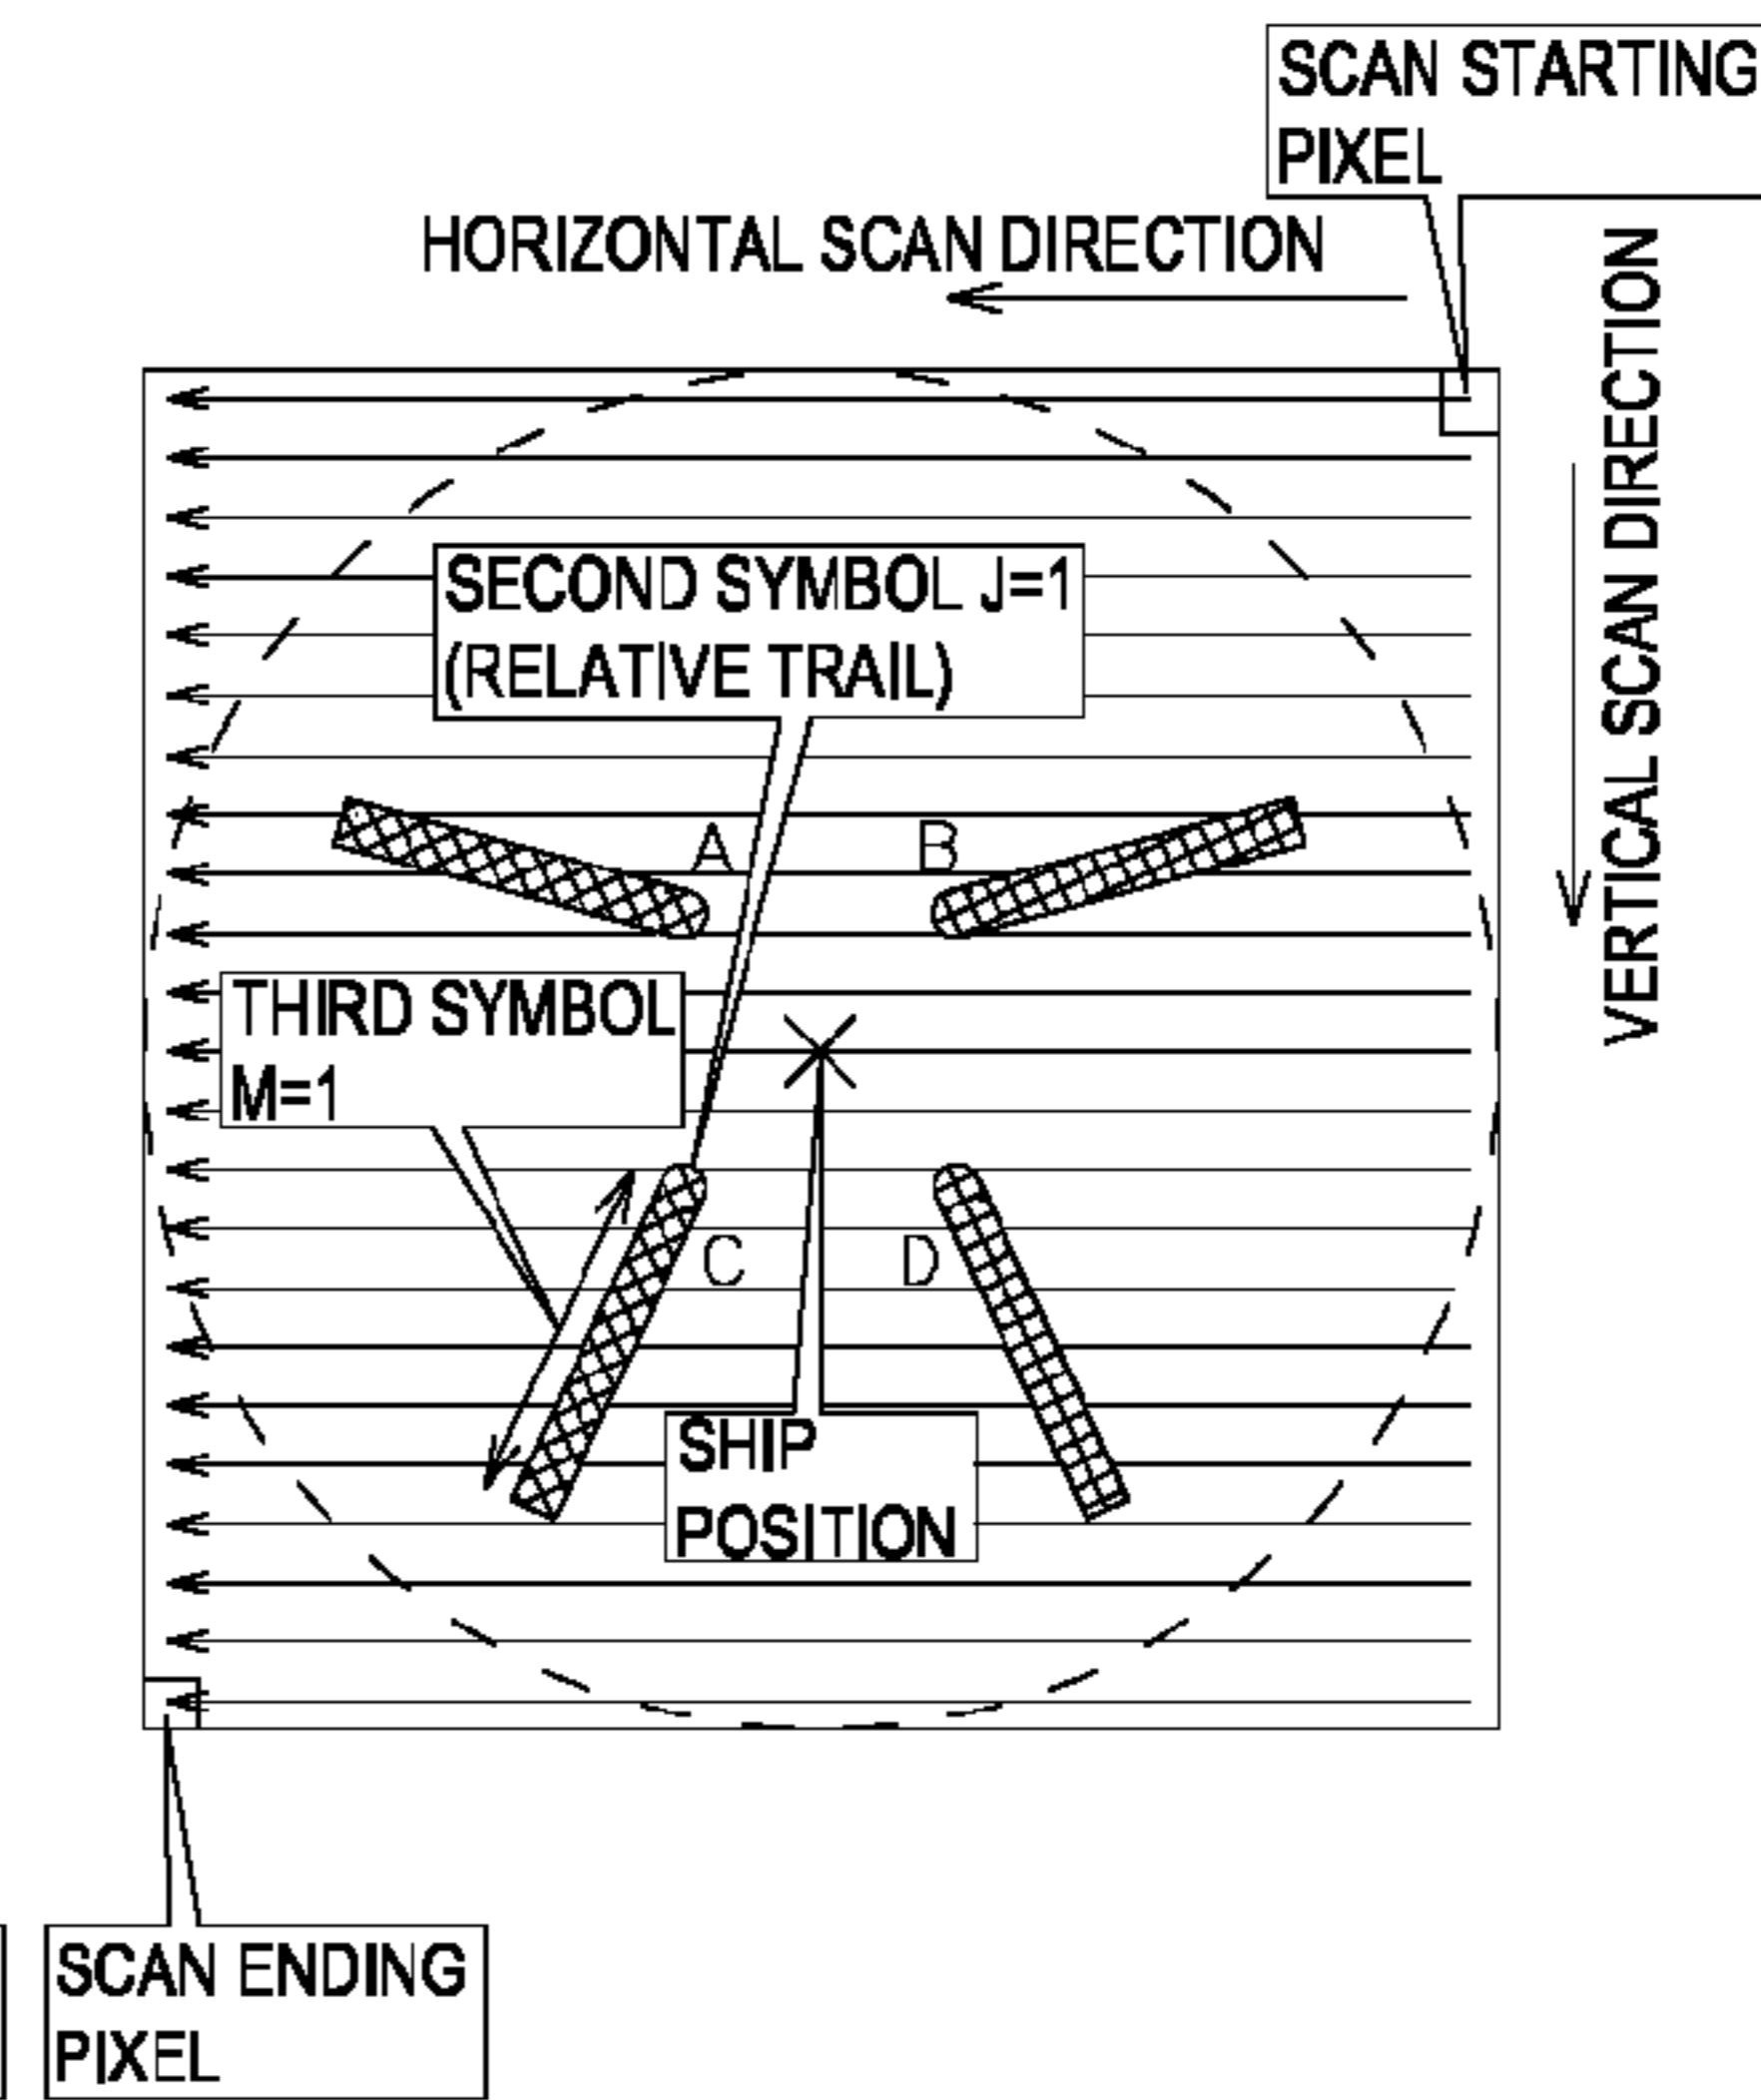 SCAN STARTING
PIXEL
HORIZONTAL SCAN DIRECTION
VERTICAL SCAN DIRECTION
SECOND SYMBOL J=1
(RELATIVE TRAIL)
A
B
THIRD SYMBOL
M=1
C
D
SHIP
POSITION
SCAN ENDING
PIXEL